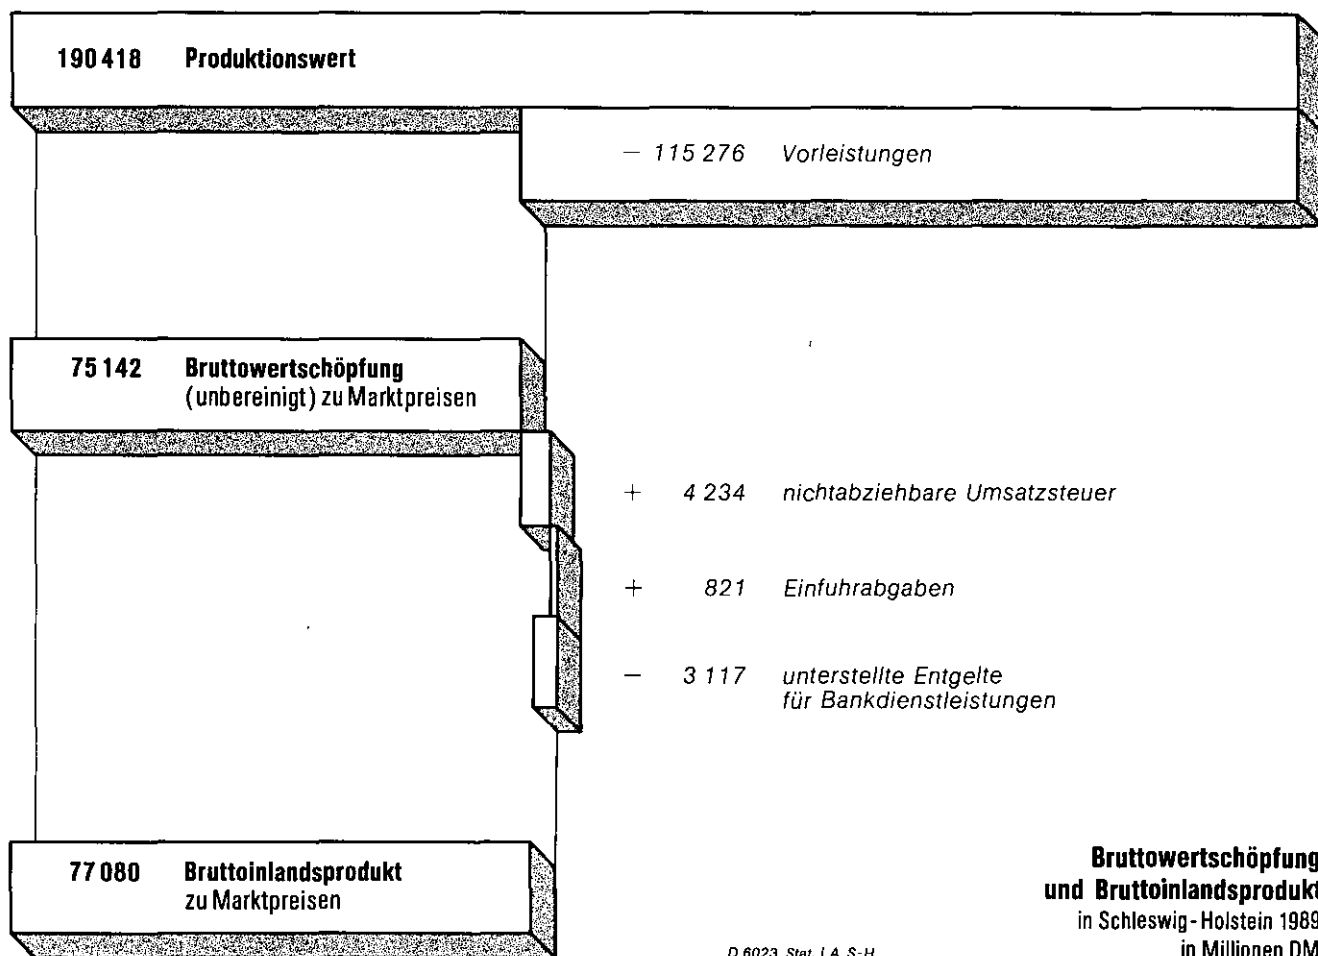 190 418 Produktionswert
— 115 276 Vorleistungen
75 142 Bruttowertschöpfung
(unbereinigt) zu Marktpreisen
+ 4 234 nichtabziehbare Umsatzsteuer
+ 821 Einfuhrabgaben
— 3 117 unterstellte Entgelte
für Bankdienstleistungen
77 080 Bruttoinlandsprodukt
zu Marktpreisen
Bruttowertschöpfung
und Bruttoinlandsprodukt
in Schleswig-Holstein 1989
in Millionen DM
D 6023 Stat. LA S-H